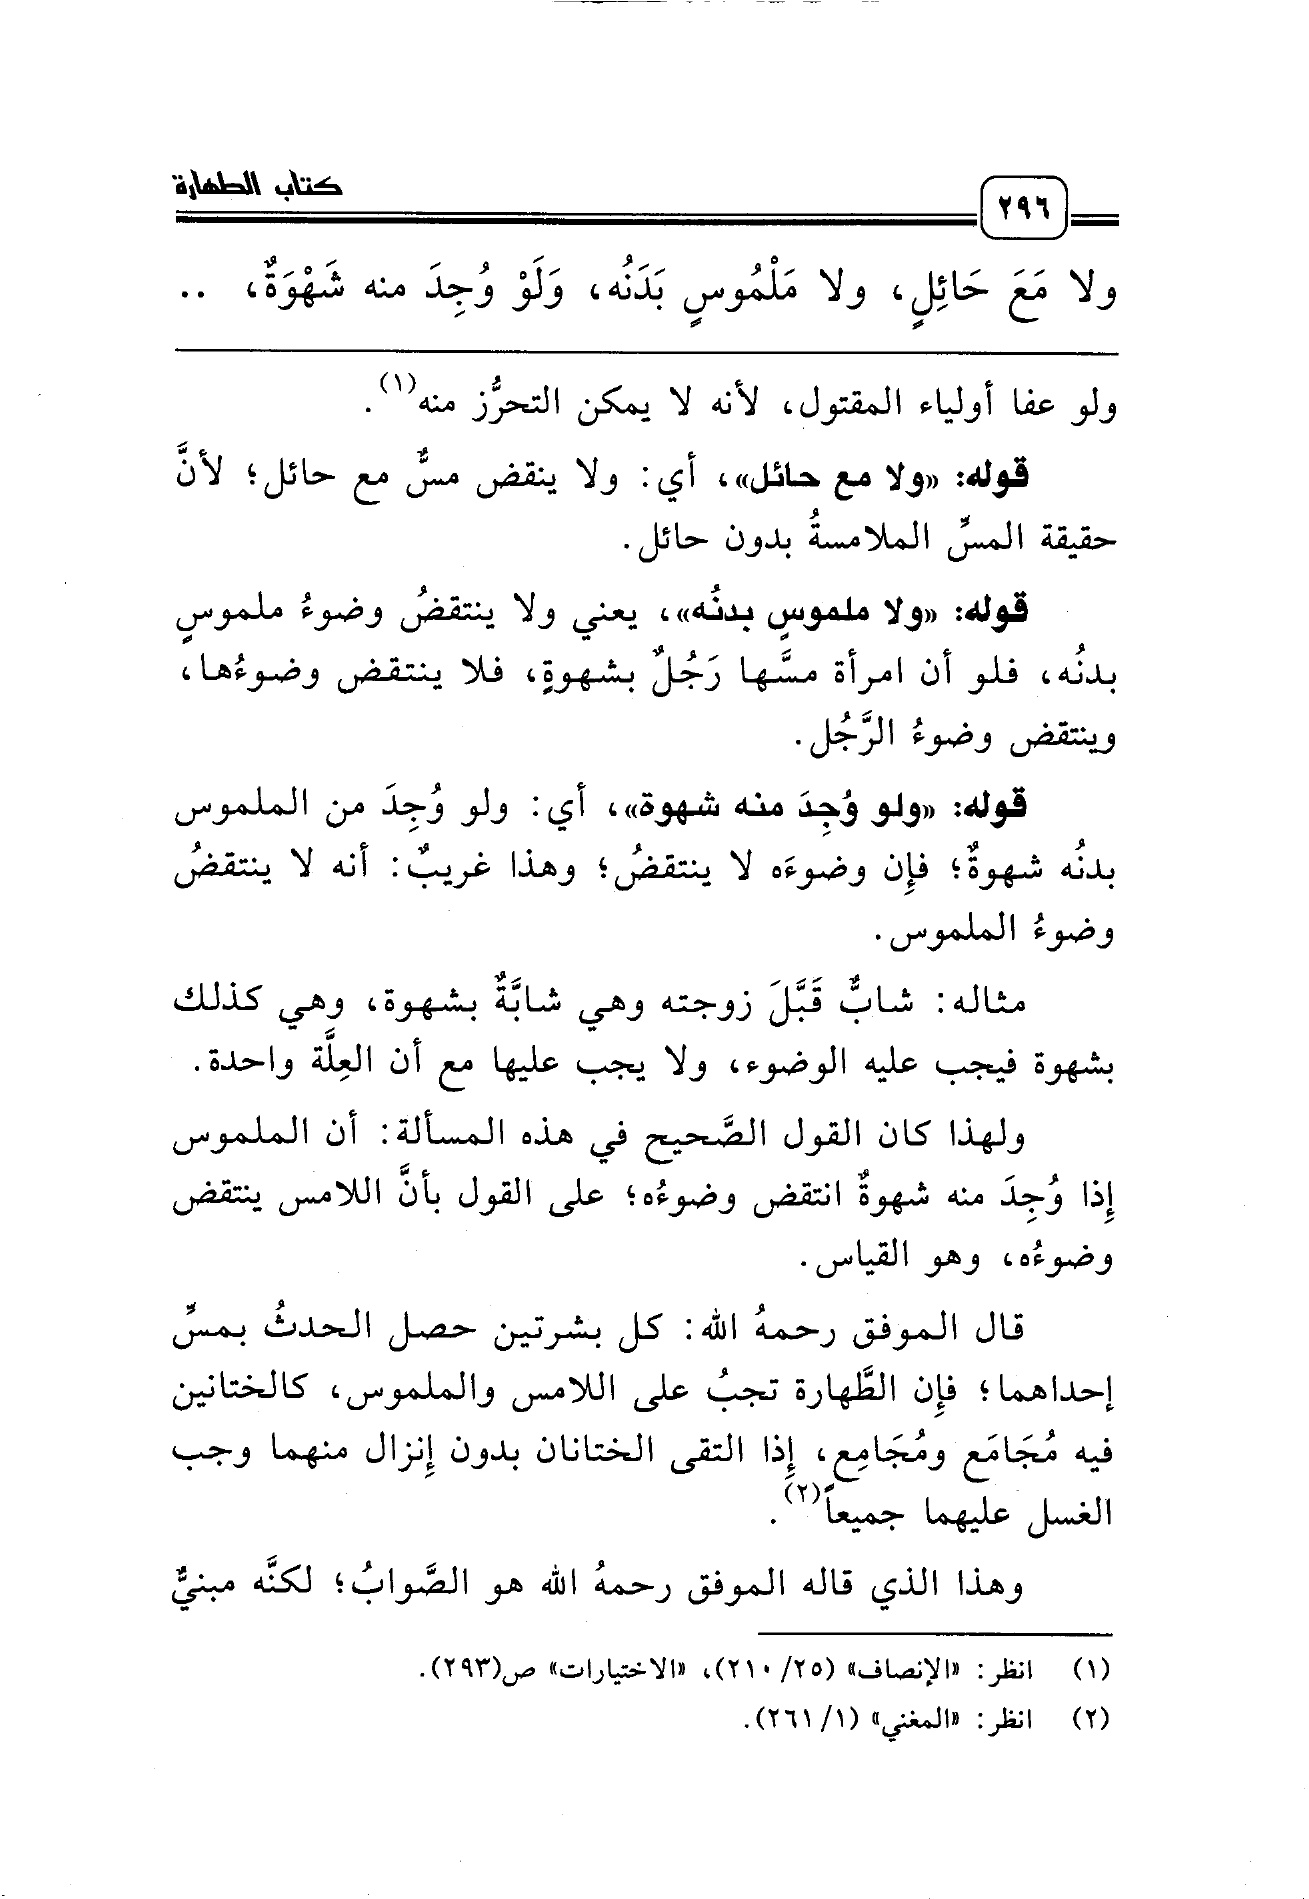 كتاب الطهارة
٢٩٦
ولا مَعَ حَائِلٍ، ولا مَلْمُوسٍ بَدَنُه، وَلَوْ وُجِدَ منه شَهْوَةٌ، ..
ولو عفا أولياء المقتول، لأنه لا يمكن التحرُّز منه(١).
قوله: «ولا مع حائل»، أي: ولا ينقض مسٌّ مع حائل؛ لأنَّ
حقيقة المسِّ الملامسةُ بدون حائل.
قوله: «ولا ملموسٍ بدنُه»، يعني ولا ينتقضُ وضوءُ ملموسٍ
بدنُه، فلو أن امرأة مسَّها رَجُلٌ بشهوةٍ، فلا ينتقض وضوءُها،
وينتقض وضوءُ الرَّجُل.
قوله: «ولو وُجِدَ منه شهوة»، أي: ولو وُجِدَ من الملموس
بدنُه شهوةٌ؛ فإِن وضوءَه لا ينتقضُ؛ وهذا غريبٌ: أنه لا ينتقضُ
وضوءُ الملموس.
مثاله: شابٌّ قَبَّلَ زوجته وهي شابَّةٌ بشهوة، وهي كذلك
بشهوة فيجب عليه الوضوء، ولا يجب عليها مع أن العِلَّة واحدة.
ولهذا كان القول الصَّحيح في هذه المسألة: أن الملموس
إِذا وُجِدَ منه شهوةٌ انتقض وضوءُه؛ على القول بأنَّ اللامس ينتقض
وضوءُه، وهو القياس.
قال الموفق رحمهُ الله: كل بشرتين حصل الحدثُ بمسِّ
إحداهما؛ فإِن الطَّهارة تجبُ على اللامس والملموس، كالختانين
فيه مُجَامَع ومُجَامِع، إِذا التقى الختانان بدون إِنزال منهما وجب
الغسل عليهما جميعاً(٢).
وهذا الذي قاله الموفق رحمهُ الله هو الصَّوابُ؛ لكنَّه مبنيٌّ
(١) انظر: «الإنصاف» (٢٥/ ٢١٠)، «الاختيارات» ص(٢٩٣).
(٢) انظر: «المغني» (١/ ٢٦١).